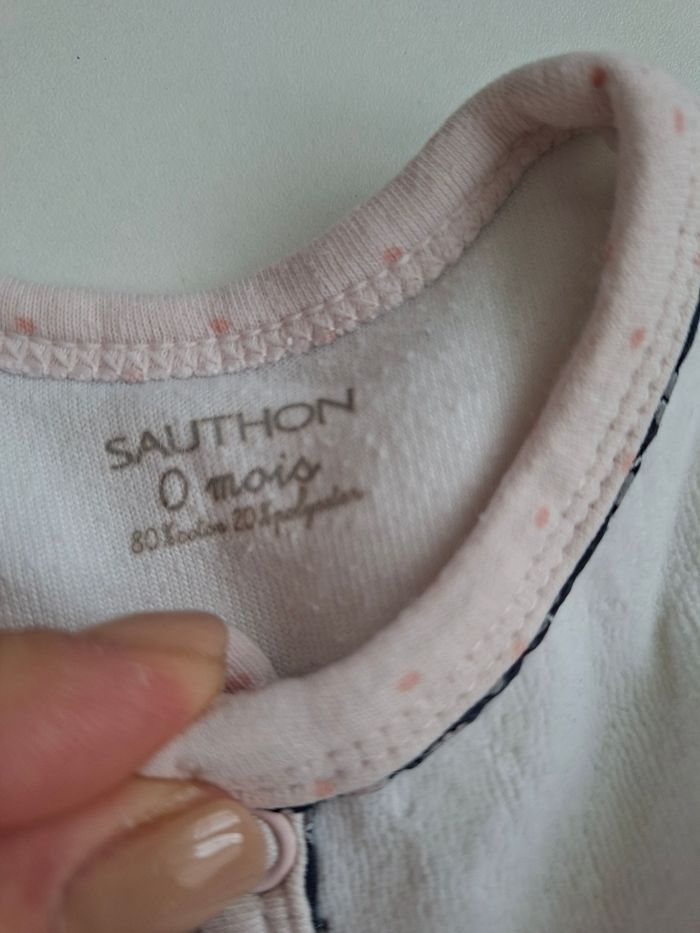 SAUTHON
0 mois
80% coton 20% polyester